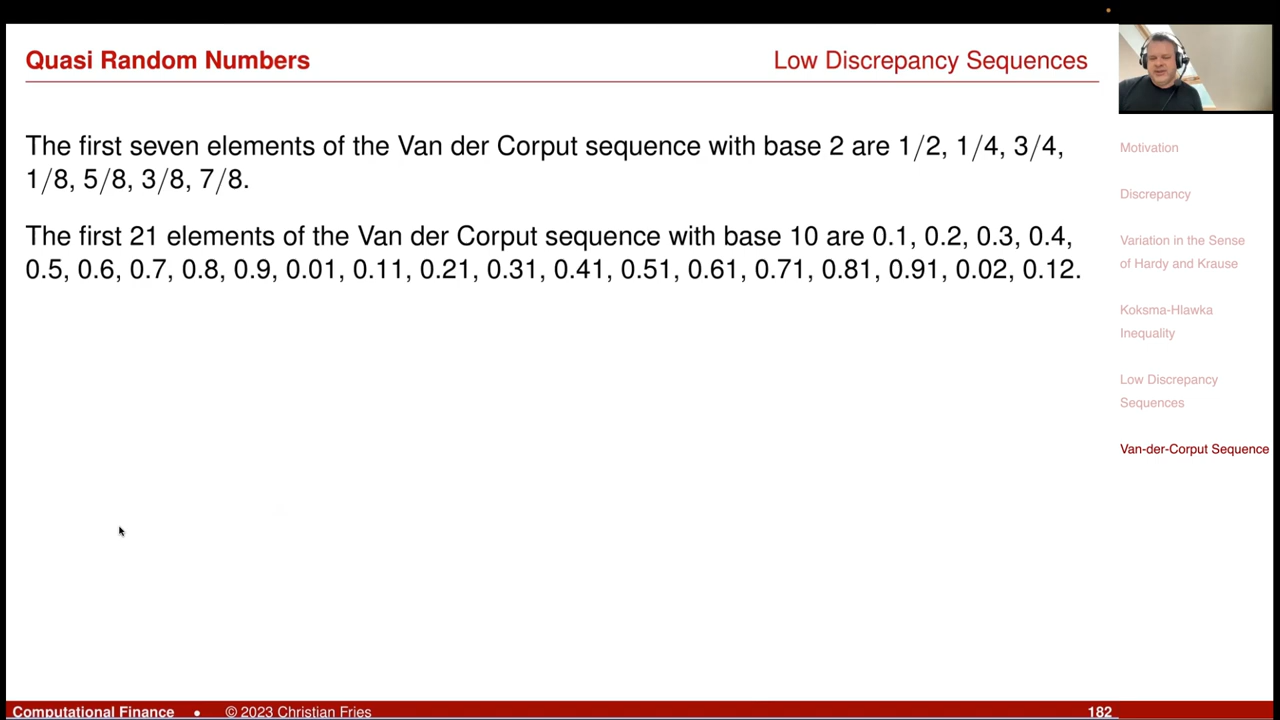 Quasi Random Numbers
Low Discrepancy Sequences
The first seven elements of the Van der Corput sequence with base 2 are 1/2, 1/4, 3/4,
1/8, 5/8, 3/8, 7/8.
The first 21 elements of the Van der Corput sequence with base 10 are 0.1, 0.2, 0.3, 0.4,
0.5, 0.6, 0.7, 0.8, 0.9, 0.01, 0.11, 0.21, 0.31, 0.41, 0.51, 0.61, 0.71, 0.81, 0.91, 0.02, 0.12.
Motivation
Discrepancy
Variation in the Sense
of Hardy and Krause
Koksma-Hlawka
Inequality
Low Discrepancy
Sequences
Van-der-Corput Sequence
Computational Finance • © 2023 Christian Fries
182